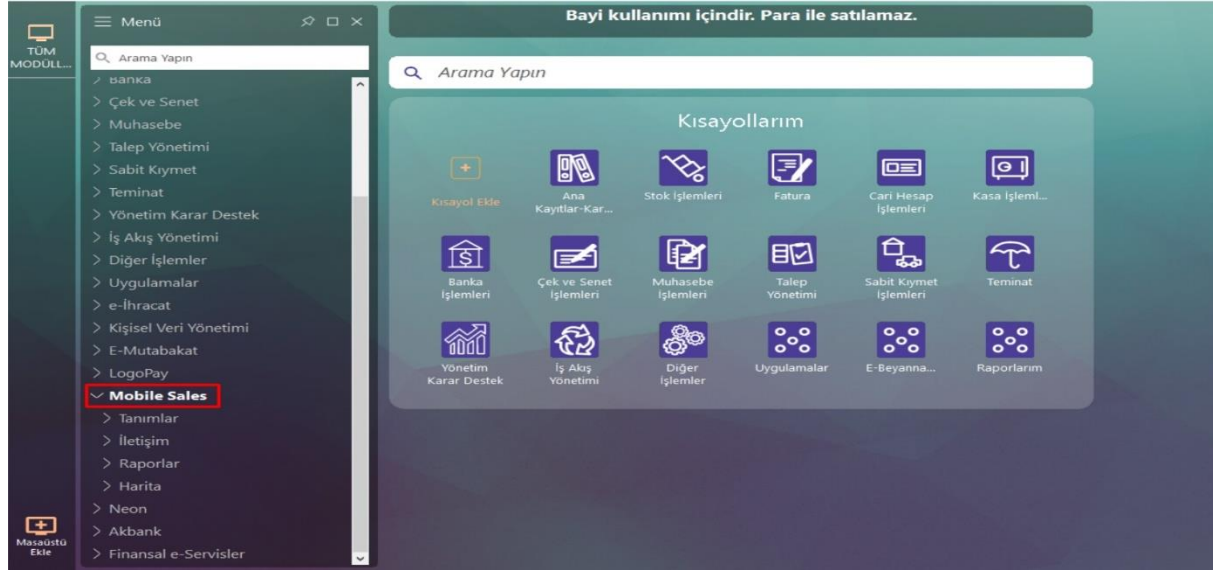 TÜM
MODÜLL...
Masaüstü
Ekle
Menü
Arama Yapın
Banka
Çek ve Senet
Muhasebe
Talep Yönetimi
Sabit Kıymet
Teminat
Yönetim Karar Destek
İş Akış Yönetimi
Diğer İşlemler
Uygulamalar
e-İhracat
Kişisel Veri Yönetimi
E-Mutabakat
LogoPay
Mobile Sales
Tanımlar
İletişim
Raporlar
Harita
Neon
Akbank
Finansal e-Servisler
Bayi kullanımı içindir. Para ile satılamaz.
Arama Yapın
Kısayollarım
Kısayol Ekle
Ana
Kayıtlar-Kar...
Stok İşlemleri
Fatura
Cari Hesap
İşlemleri
Kasa İşleml...
Banka
İşlemleri
Çek ve Senet
İşlemleri
Muhasebe
İşlemleri
Talep
Yönetimi
Sabit Kıymet
İşlemleri
Teminat
Yönetim
Karar Destek
İş Akış
Yönetimi
Diğer
İşlemler
Uygulamalar
E-Beyanna...
Raporlarım